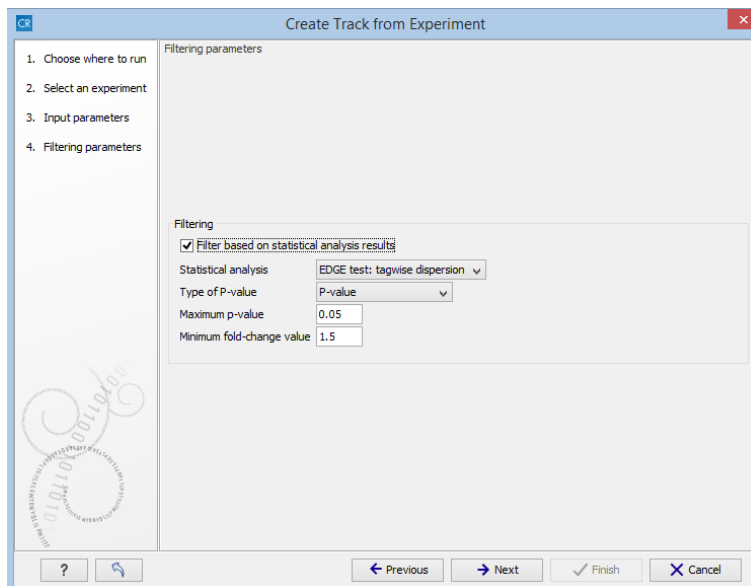 CR
Create Track from Experiment
1. Choose where to run
2. Select an experiment
3. Input parameters
4. Filtering parameters
Filtering parameters
Filtering
Filter based on statistical analysis results
Statistical analysis EDGE test: tagwise dispersion
Type of P-value P-value
Maximum p-value 0.05
Minimum fold-change value 1.5
? Previous Next Finish Cancel